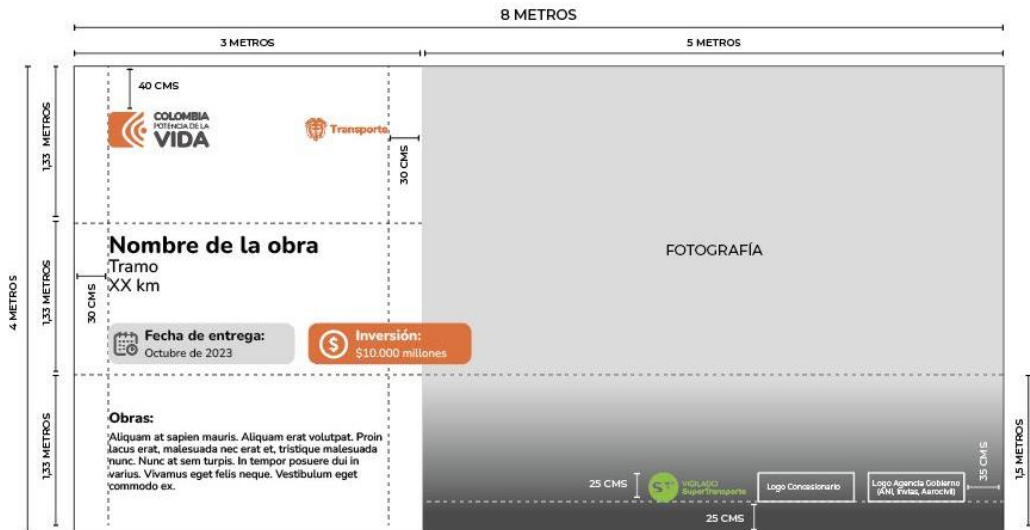 8 METROS
3 METROS
5 METROS
4 METROS
1,33 METROS
1,33 METROS
1,33 METROS
40 CMS
COLOMBIA
POTENCIA DE LA
VIDA
Transporte
30 CMS
FOTOGRAFÍA
Nombre de la obra
Tramo
XX km
30 CMS
Fecha de entrega:
Octubre de 2023
Inversión:
$10.000 millones
Obras:
Aliquam at sapien mauris. Aliquam erat volutpat. Proin
lacus erat, malesuada nec erat et, tristique malesuada
nunc. Nunc at sem turpis. In tempor posuere dui in
varius. Vivamus eget felis neque. Vestibulum eget
commodo ex.
25 CMS
VIGILADO
SuperTransporte
Logo Concesionario
Logo Agencia Gobierno
(ANI, Invias, Aerocivil)
35 CMS
1,5 METROS
25 CMS